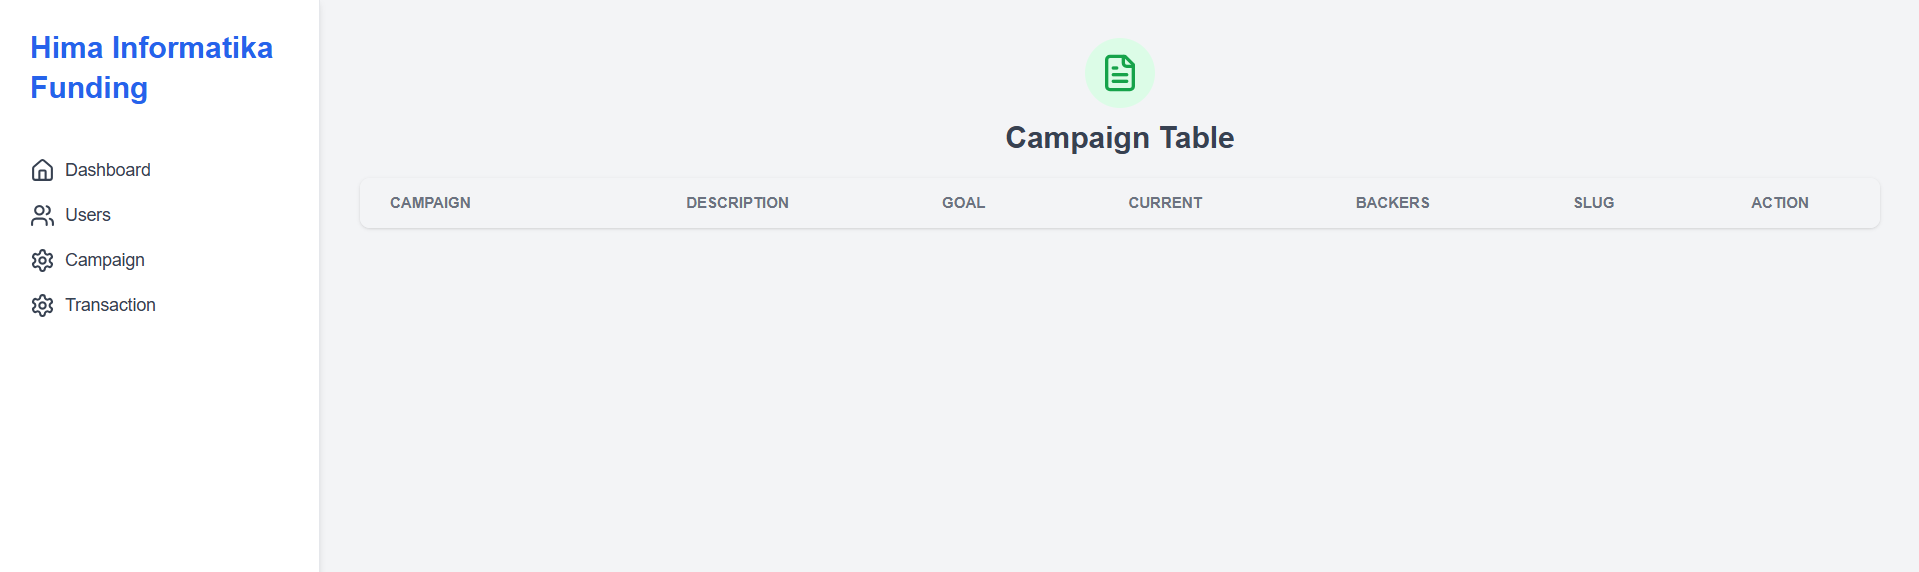 Hima Informatika
Funding
Dashboard
Users
Campaign
Transaction
Campaign Table
CAMPAIGN DESCRIPTION GOAL CURRENT BACKERS SLUG ACTION